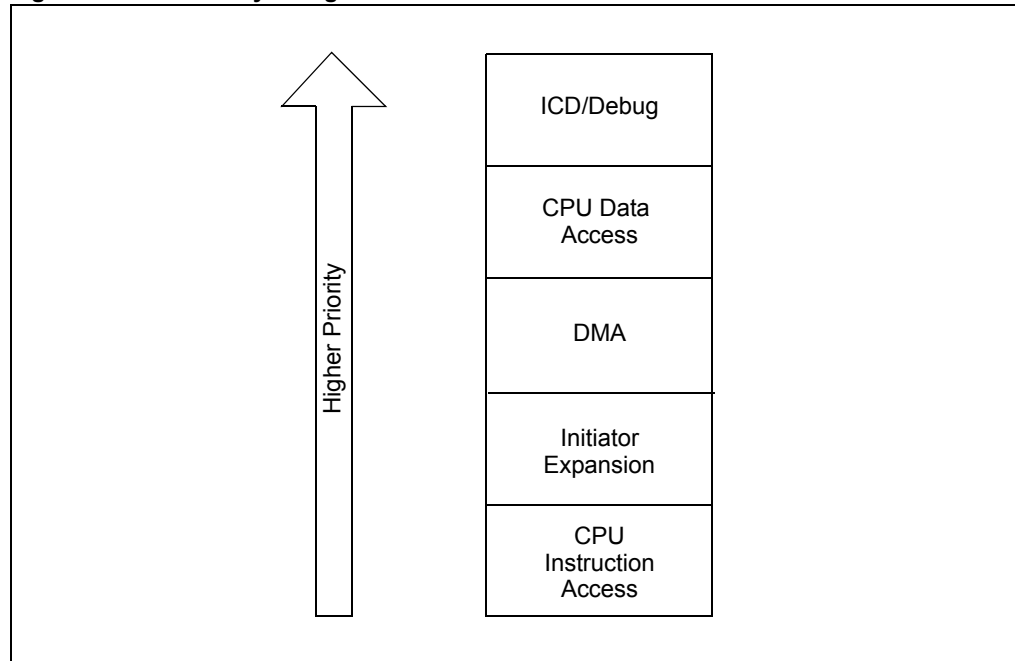 Higher Priority
ICD/Debug
CPU Data
Access
DMA
Initiator
Expansion
CPU
Instruction
Access